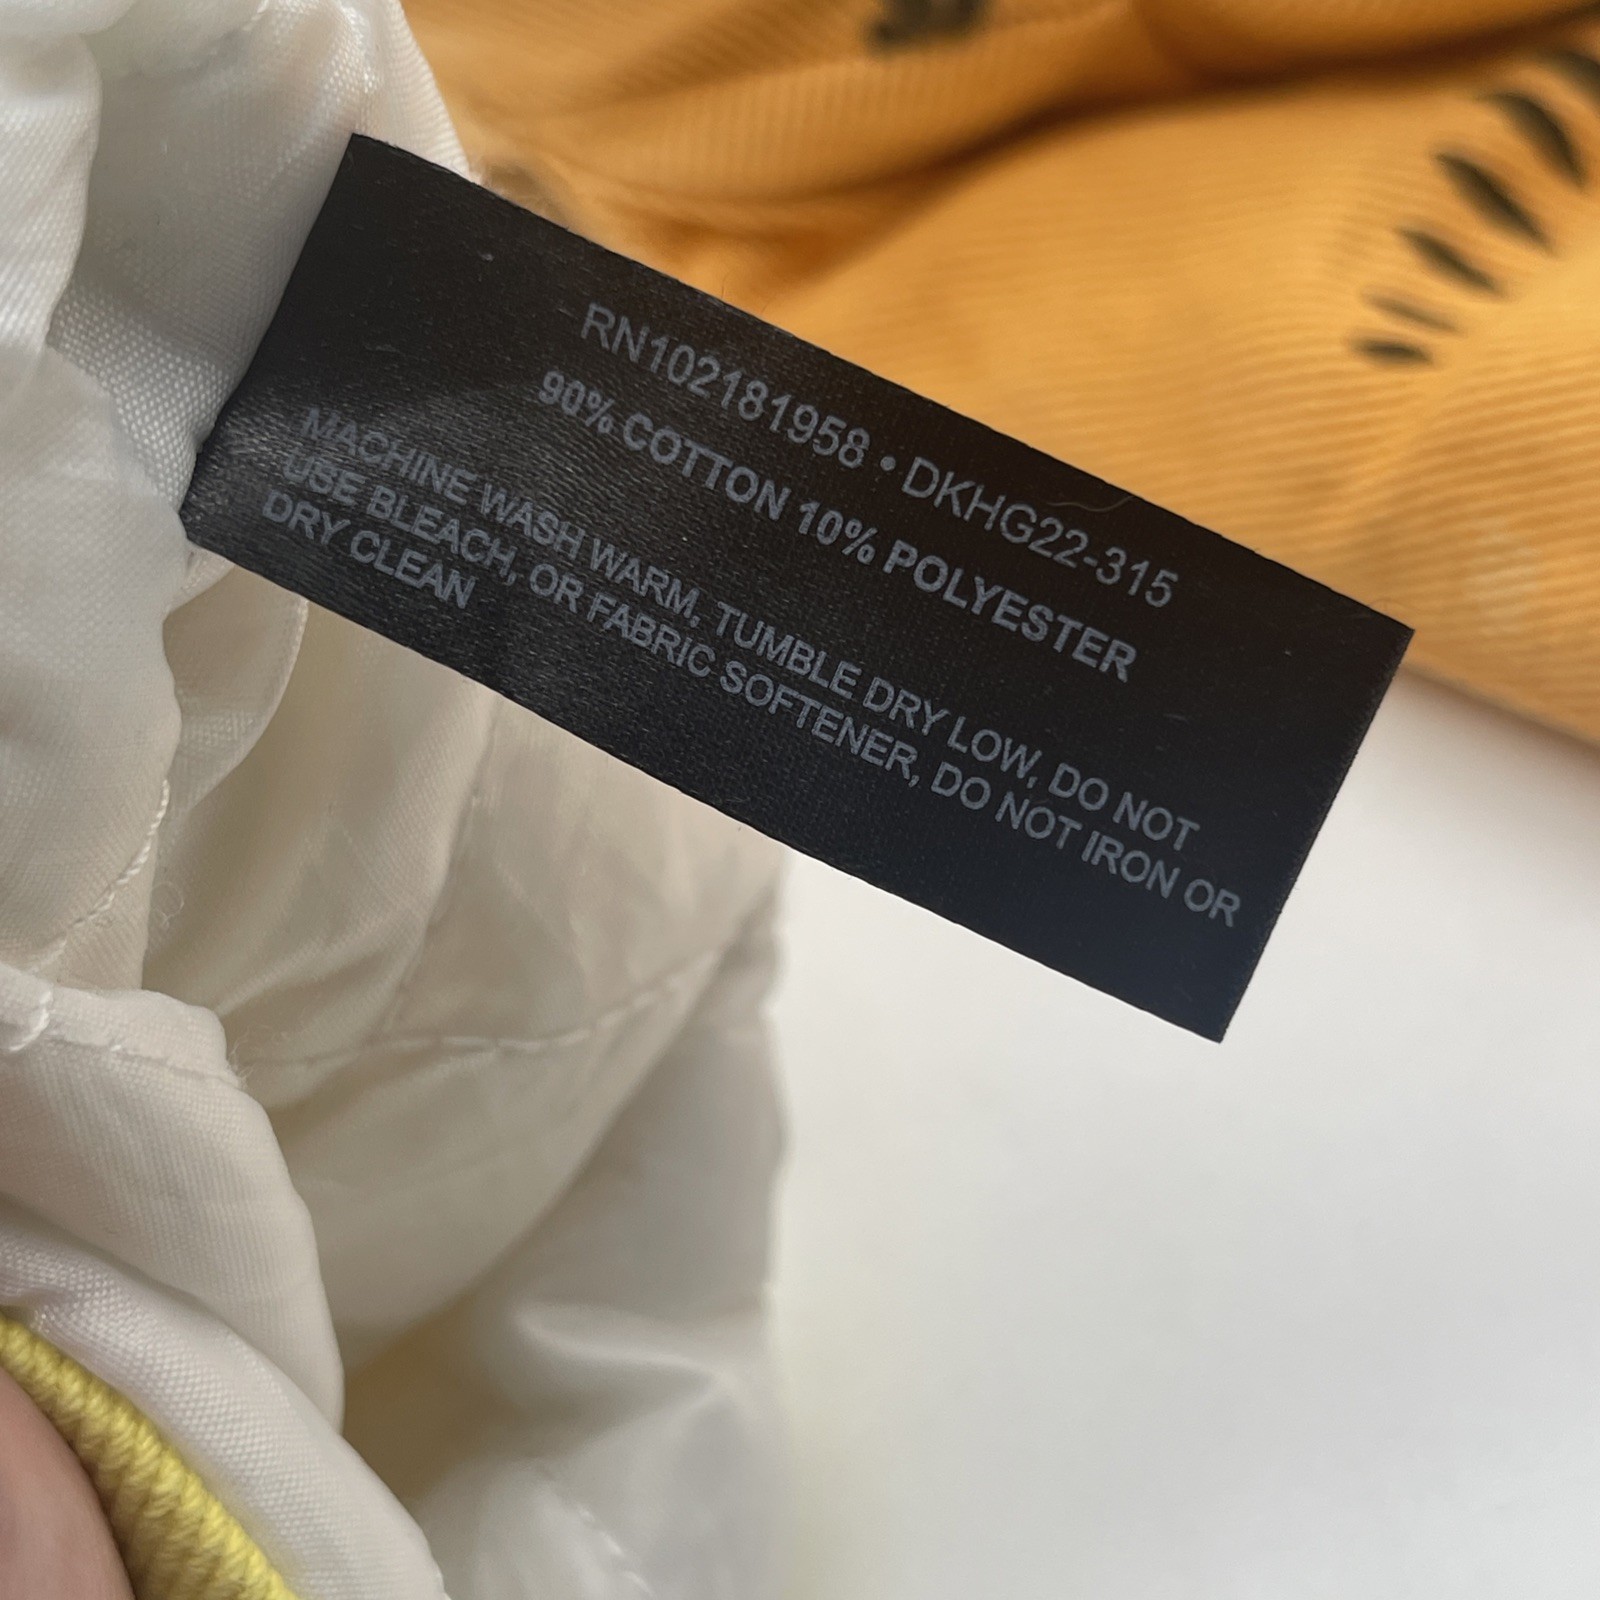 RN102181958 • DKHG22-315
90% COTTON 10% POLYESTER
MACHINE WASH WARM, TUMBLE DRY LOW, DO NOT
USE BLEACH, OR FABRIC SOFTENER, DO NOT IRON OR
DRY CLEAN